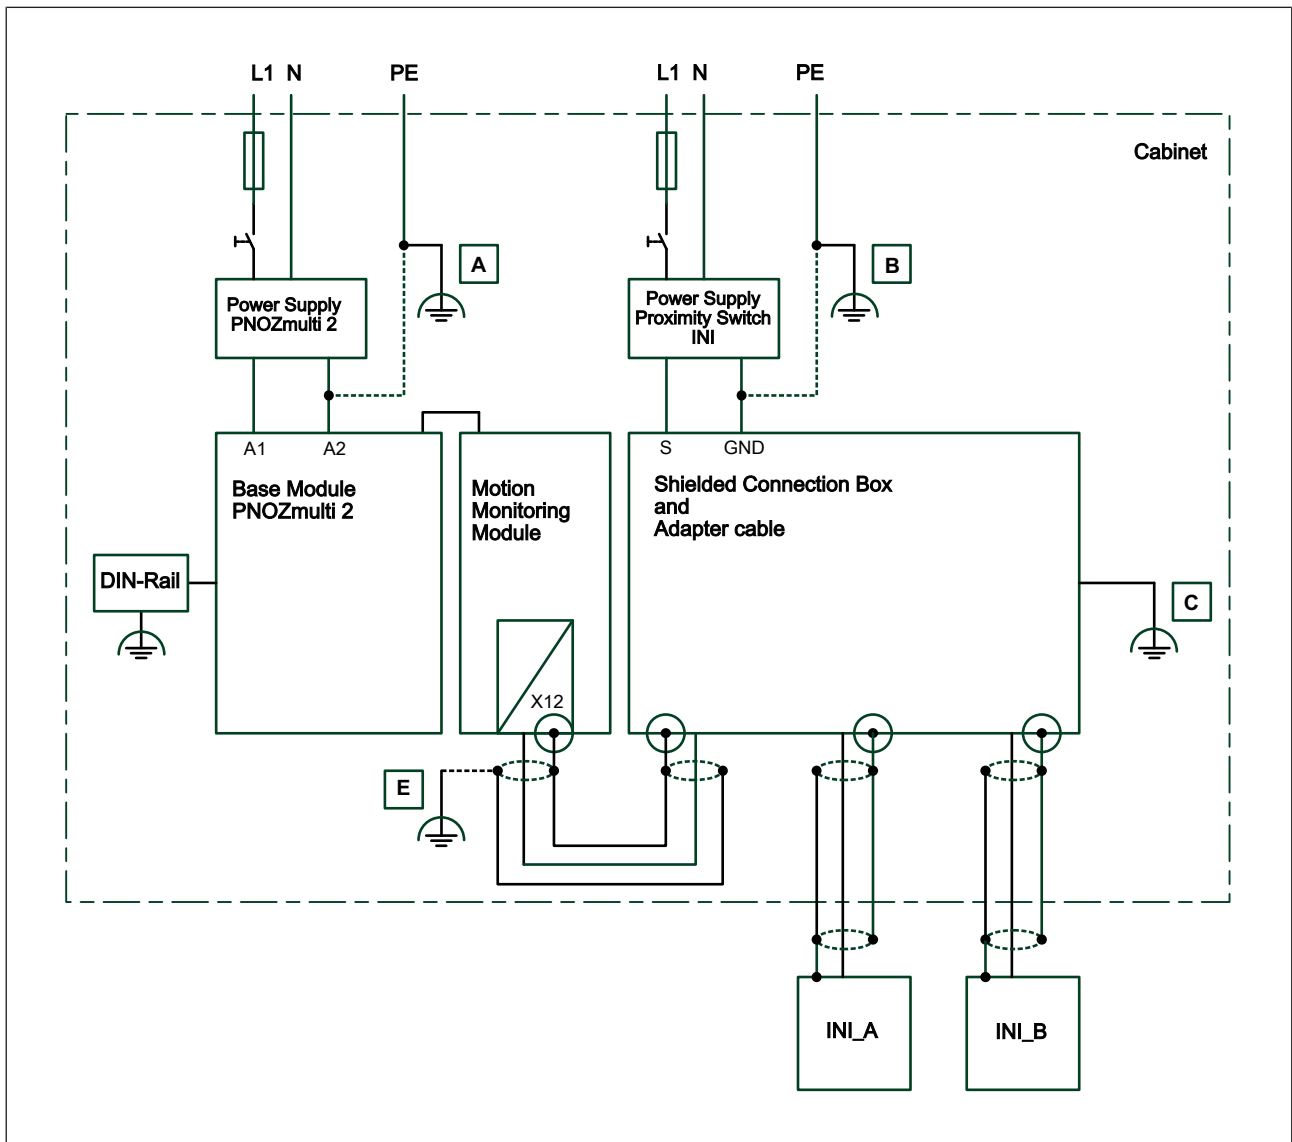 L1 N
PE
L1 N
PE
Cabinet
A
B
Power Supply
PNOZmulti 2
Power Supply
Proximity Switch
INI
A1
A2
S
GND
Base Module
PNOZmulti 2
Motion
Monitoring
Module
Shielded Connection Box
and
Adapter cable
DIN-Rail
C
X12
E
INI_A
INI_B